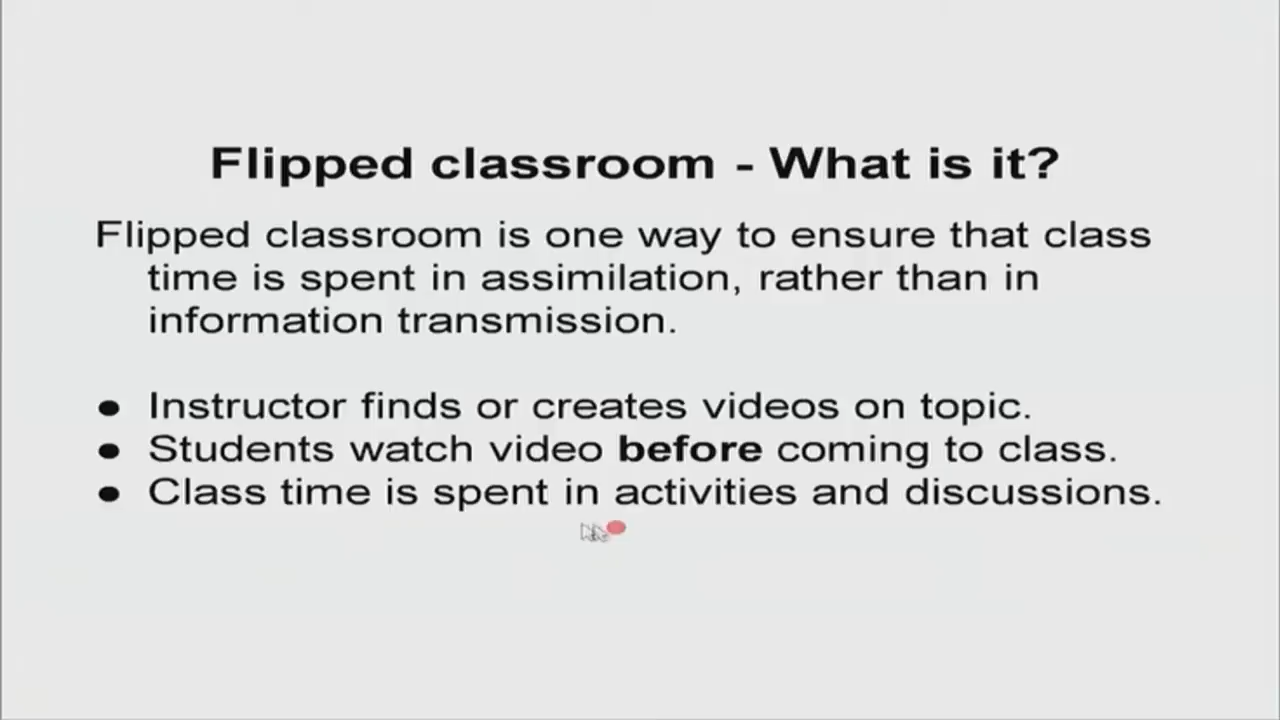 Flipped classroom - What is it?
Flipped classroom is one way to ensure that class
time is spent in assimilation, rather than in
information transmission.
● Instructor finds or creates videos on topic.
● Students watch video before coming to class.
● Class time is spent in activities and discussions.